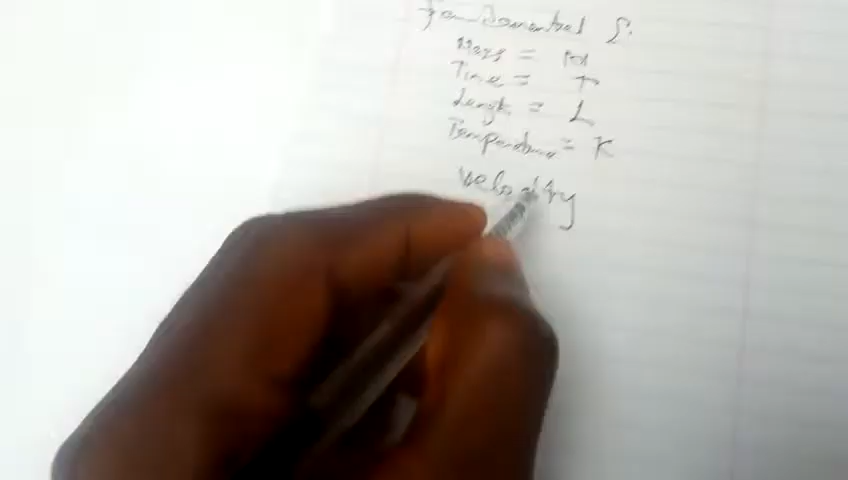 Fundamental S.
Mass = M
Time = T
Length = L
Temperature = K
Velocity